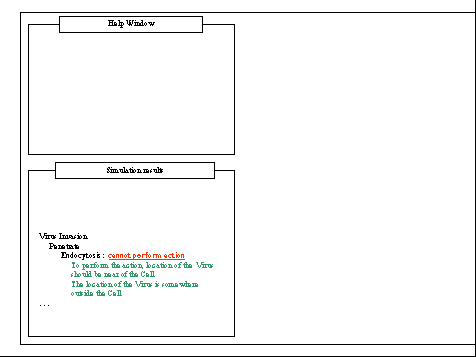 Help Window
Simulation results
Virus Invasion
Penetrate
Endocytosis : cannot perform action
To perform the action, location of the Virus
should be near of the Cell
The location of the Virus is somewhere
outside the Cell
...